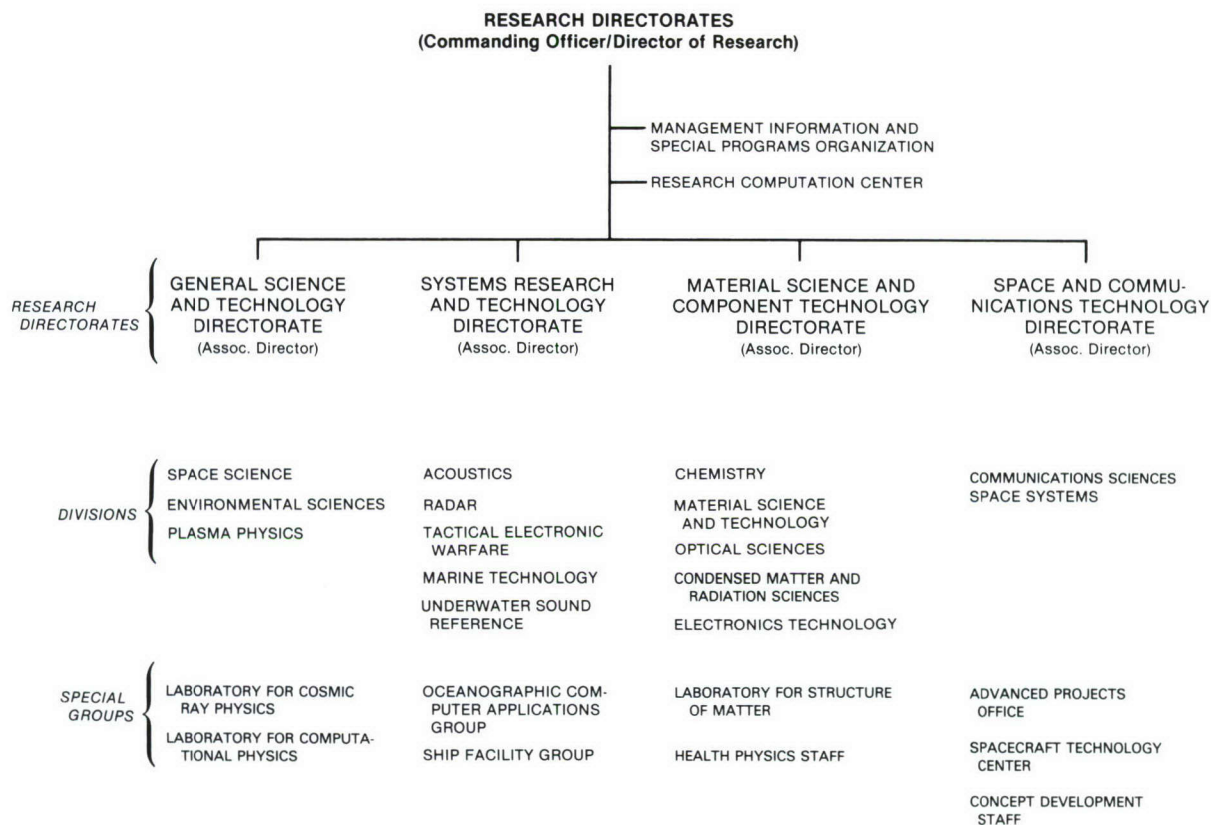 RESEARCH DIRECTORATES
(Commanding Officer/Director of Research)
MANAGEMENT INFORMATION AND
SPECIAL PROGRAMS ORGANIZATION
RESEARCH COMPUTATION CENTER
RESEARCH
DIRECTORATES
GENERAL SCIENCE
AND TECHNOLOGY
DIRECTORATE
(Assoc. Director)
SYSTEMS RESEARCH
AND TECHNOLOGY
DIRECTORATE
(Assoc. Director)
MATERIAL SCIENCE AND
COMPONENT TECHNOLOGY
DIRECTORATE
(Assoc. Director)
SPACE AND COMMU-
NICATIONS TECHNOLOGY
DIRECTORATE
(Assoc. Director)
DIVISIONS
SPACE SCIENCE
ENVIRONMENTAL SCIENCES
PLASMA PHYSICS
ACOUSTICS
RADAR
TACTICAL ELECTRONIC
WARFARE
MARINE TECHNOLOGY
UNDERWATER SOUND
REFERENCE
CHEMISTRY
MATERIAL SCIENCE
AND TECHNOLOGY
OPTICAL SCIENCES
CONDENSED MATTER AND
RADIATION SCIENCES
ELECTRONICS TECHNOLOGY
COMMUNICATIONS SCIENCES
SPACE SYSTEMS
SPECIAL
GROUPS
LABORATORY FOR COSMIC
RAY PHYSICS
LABORATORY FOR COMPUTA-
TIONAL PHYSICS
OCEANOGRAPHIC COM-
PUTER APPLICATIONS
GROUP
SHIP FACILITY GROUP
LABORATORY FOR STRUCTURE
OF MATTER
HEALTH PHYSICS STAFF
ADVANCED PROJECTS
OFFICE
SPACECRAFT TECHNOLOGY
CENTER
CONCEPT DEVELOPMENT
STAFF